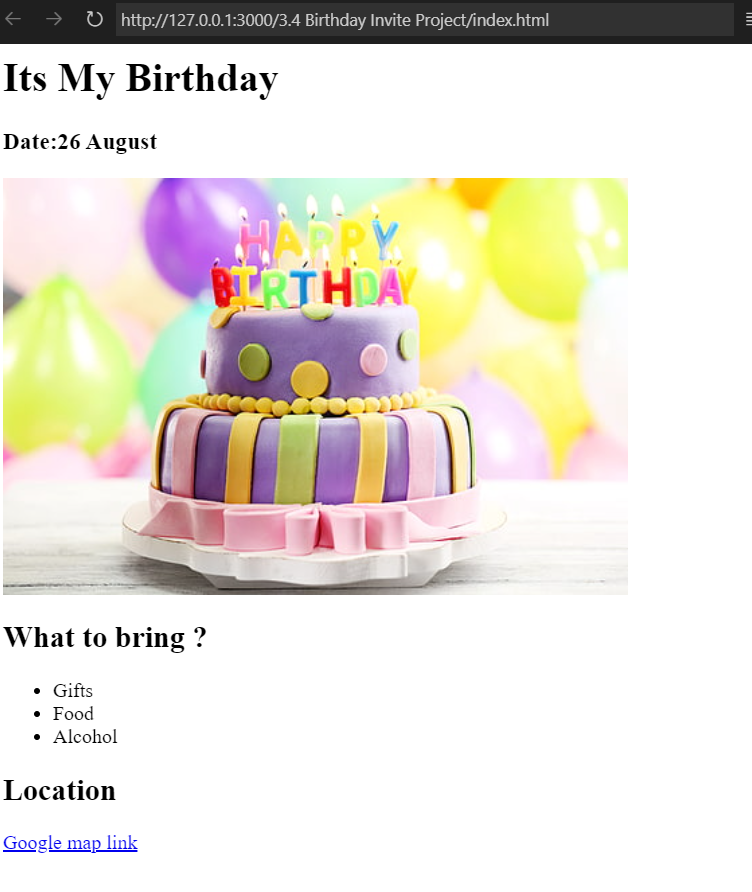 http://127.0.0.1:3000/3.4 Birthday Invite Project/index.html
Its My Birthday
Date:26 August
HAPPY
BIRTHDAY
What to bring ?
Gifts
Food
Alcohol
Location
Google map link